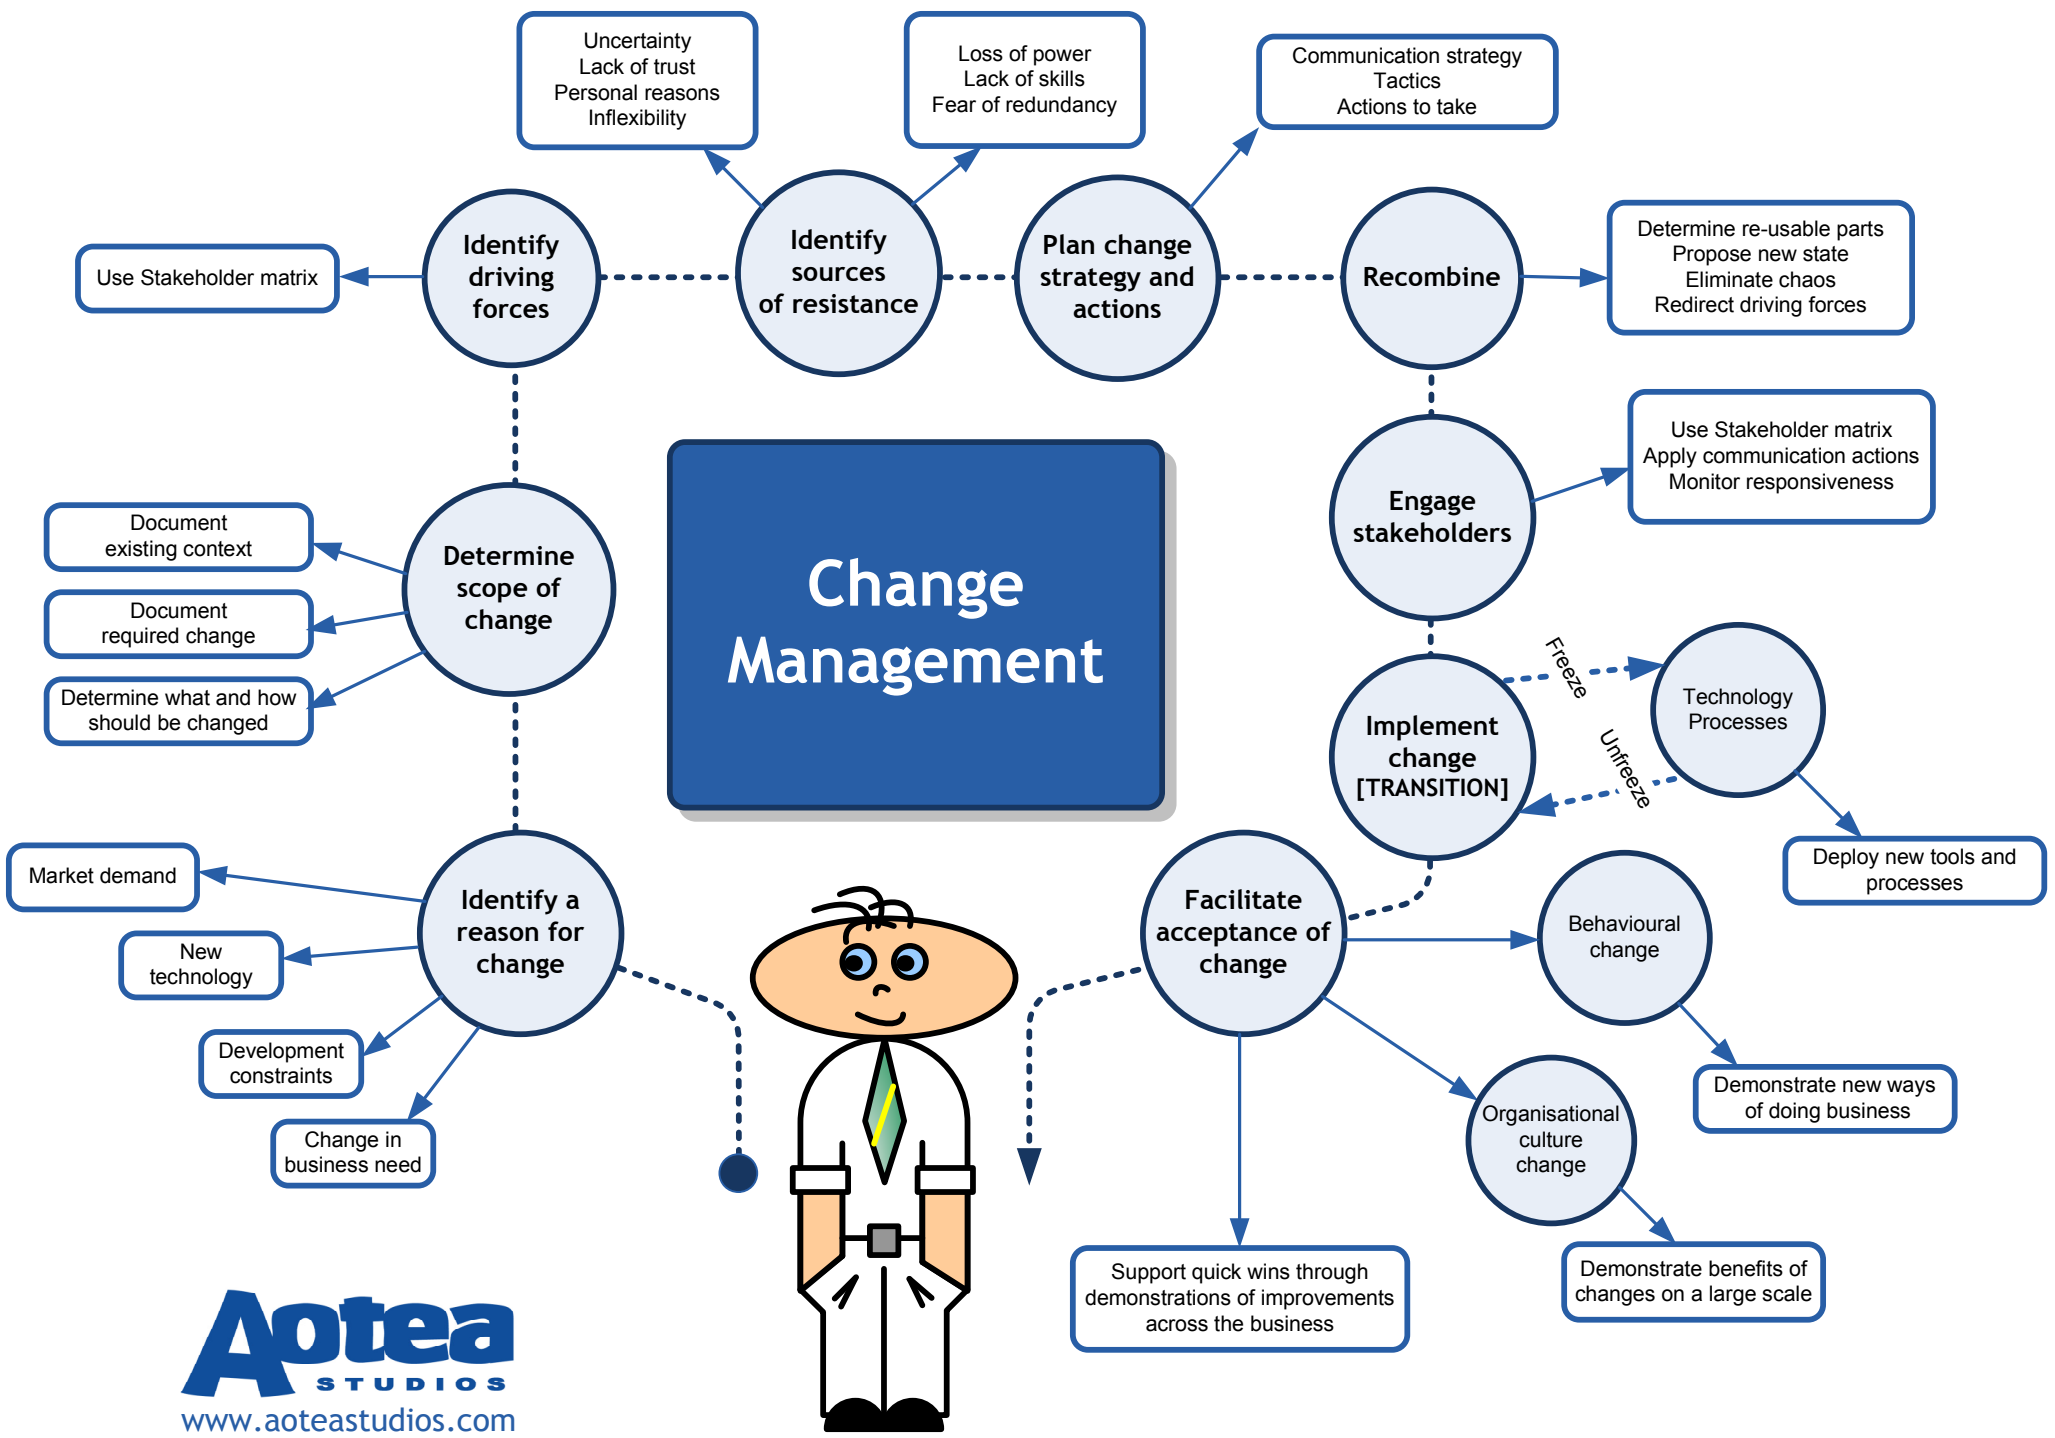 Uncertainty
Lack of trust
Personal reasons
Inflexibility
Loss of power
Lack of skills
Fear of redundancy
Communication strategy
Tactics
Actions to take
Use Stakeholder matrix
Identify
driving
forces
Identify
sources
of resistance
Plan change
strategy and
actions
Recombine
Determine re-usable parts
Propose new state
Eliminate chaos
Redirect driving forces
Use Stakeholder matrix
Apply communication actions
Monitor responsiveness
Engage
stakeholders
Document
existing context
Document
required change
Determine what and how
should be changed
Determine
scope of
change
Change
Management
Implement
change
[TRANSITION]
Freeze
Unfreeze
Technology
Processes
Deploy new tools and
processes
Market demand
New
technology
Development
constraints
Change in
business need
Identify a
reason for
change
Facilitate
acceptance of
change
Behavioural
change
Demonstrate new ways
of doing business
Organisational
culture
change
Demonstrate benefits of
changes on a large scale
Support quick wins through
demonstrations of improvements
across the business
Aotea
STUDIOS
www.aoteastudios.com